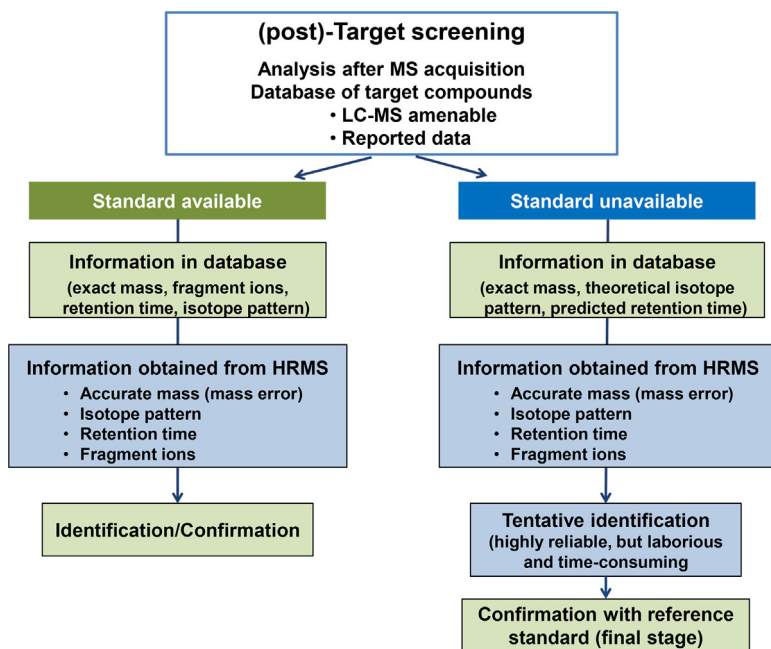 (post)-Target screening
Analysis after MS acquisition
Database of target compounds
• LC-MS amenable
• Reported data
Standard available
Information in database
(exact mass, fragment ions,
retention time, isotope pattern)
Information obtained from HRMS
• Accurate mass (mass error)
• Isotope pattern
• Retention time
• Fragment ions
Identification/Confirmation
Standard unavailable
Information in database
(exact mass, theoretical isotope
pattern, predicted retention time)
Information obtained from HRMS
• Accurate mass (mass error)
• Isotope pattern
• Retention time
• Fragment ions
Tentative identification
(highly reliable, but laborious
and time-consuming
Confirmation with reference
standard (final stage)